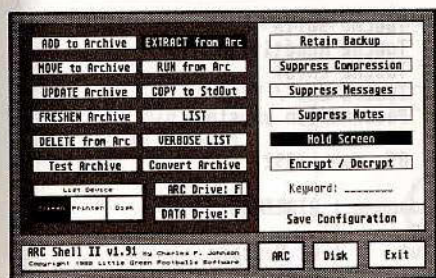 ADD to Archive
EXTRACT from Arc
MOVE to Archive
RUN from Arc
UPDATE Archive
COPY to StdOut
FRESHEN Archive
LIST
DELETE from Arc
VERBOSE LIST
Test Archive
Convert Archive
List Device
Screen Printer Disk
ARC Drive: F
DATA Drive: F
Retain Backup
Suppress Compression
Suppress Messages
Suppress Notes
Hold Screen
Encrypt / Decrypt
Keyword: ________
Save Configuration
ARC Shell II v1.91 By Charles F. Johnson
Copyright 1988 Little Green Footballs Software
ARC
Disk
Exit